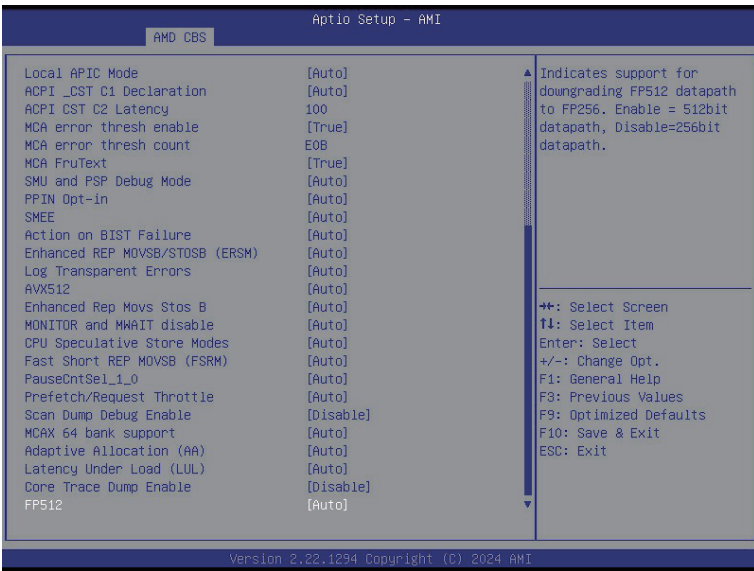 Aptio Setup – AMI
AMD CBS
Local APIC Mode [Auto]
ACPI _CST C1 Declaration [Auto]
ACPI CST C2 Latency 100
MCA error thresh enable [True]
MCA error thresh count E0B
MCA FruText [True]
SMU and PSP Debug Mode [Auto]
PPIN Opt-in [Auto]
SMEE [Auto]
Action on BIST Failure [Auto]
Enhanced REP MOVSB/STOSB (ERSM) [Auto]
Log Transparent Errors [Auto]
AVX512 [Auto]
Enhanced Rep Movs Stos B [Auto]
MONITOR and MWAIT disable [Auto]
CPU Speculative Store Modes [Auto]
Fast Short REP MOVSB (FSRM) [Auto]
PauseCntSel_1_0 [Auto]
Prefetch/Request Throttle [Auto]
Scan Dump Debug Enable [Disable]
MCAX 64 bank support [Auto]
Adaptive Allocation (AA) [Auto]
Latency Under Load (LUL) [Auto]
Core Trace Dump Enable [Disable]
FP512 [Auto]
Indicates support for
downgrading FP512 datapath
to FP256. Enable = 512bit
datapath, Disable=256bit
datapath.
→←: Select Screen
↑↓: Select Item
Enter: Select
+/-: Change Opt.
F1: General Help
F3: Previous Values
F9: Optimized Defaults
F10: Save & Exit
ESC: Exit
Version 2.22.1294 Copyright (C) 2024 AMI